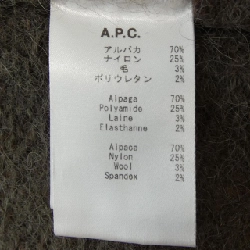 A.P.C.
アルパカ 70%
ナイロン 25%
毛 3%
ポリウレタン 2%
Alpaga 70%
Polyamide 25%
Laine 3%
Elasthanne 2%
Alpaca 70%
Nylon 25%
Wool 3%
Spandex 2%